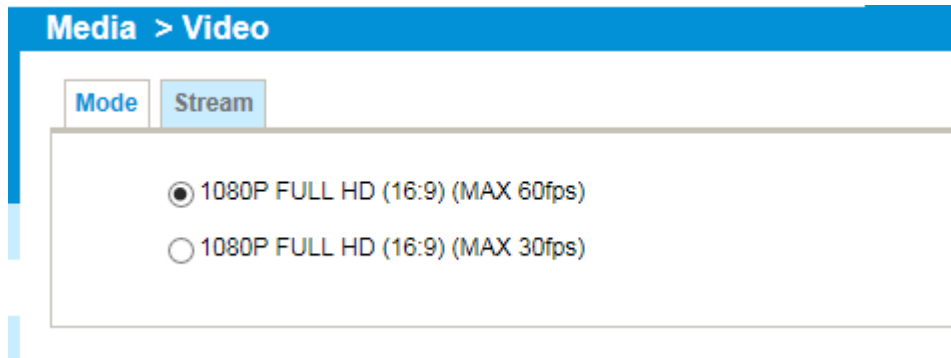 Media > Video
Mode Stream
1080P FULL HD (16:9) (MAX 60fps)
1080P FULL HD (16:9) (MAX 30fps)